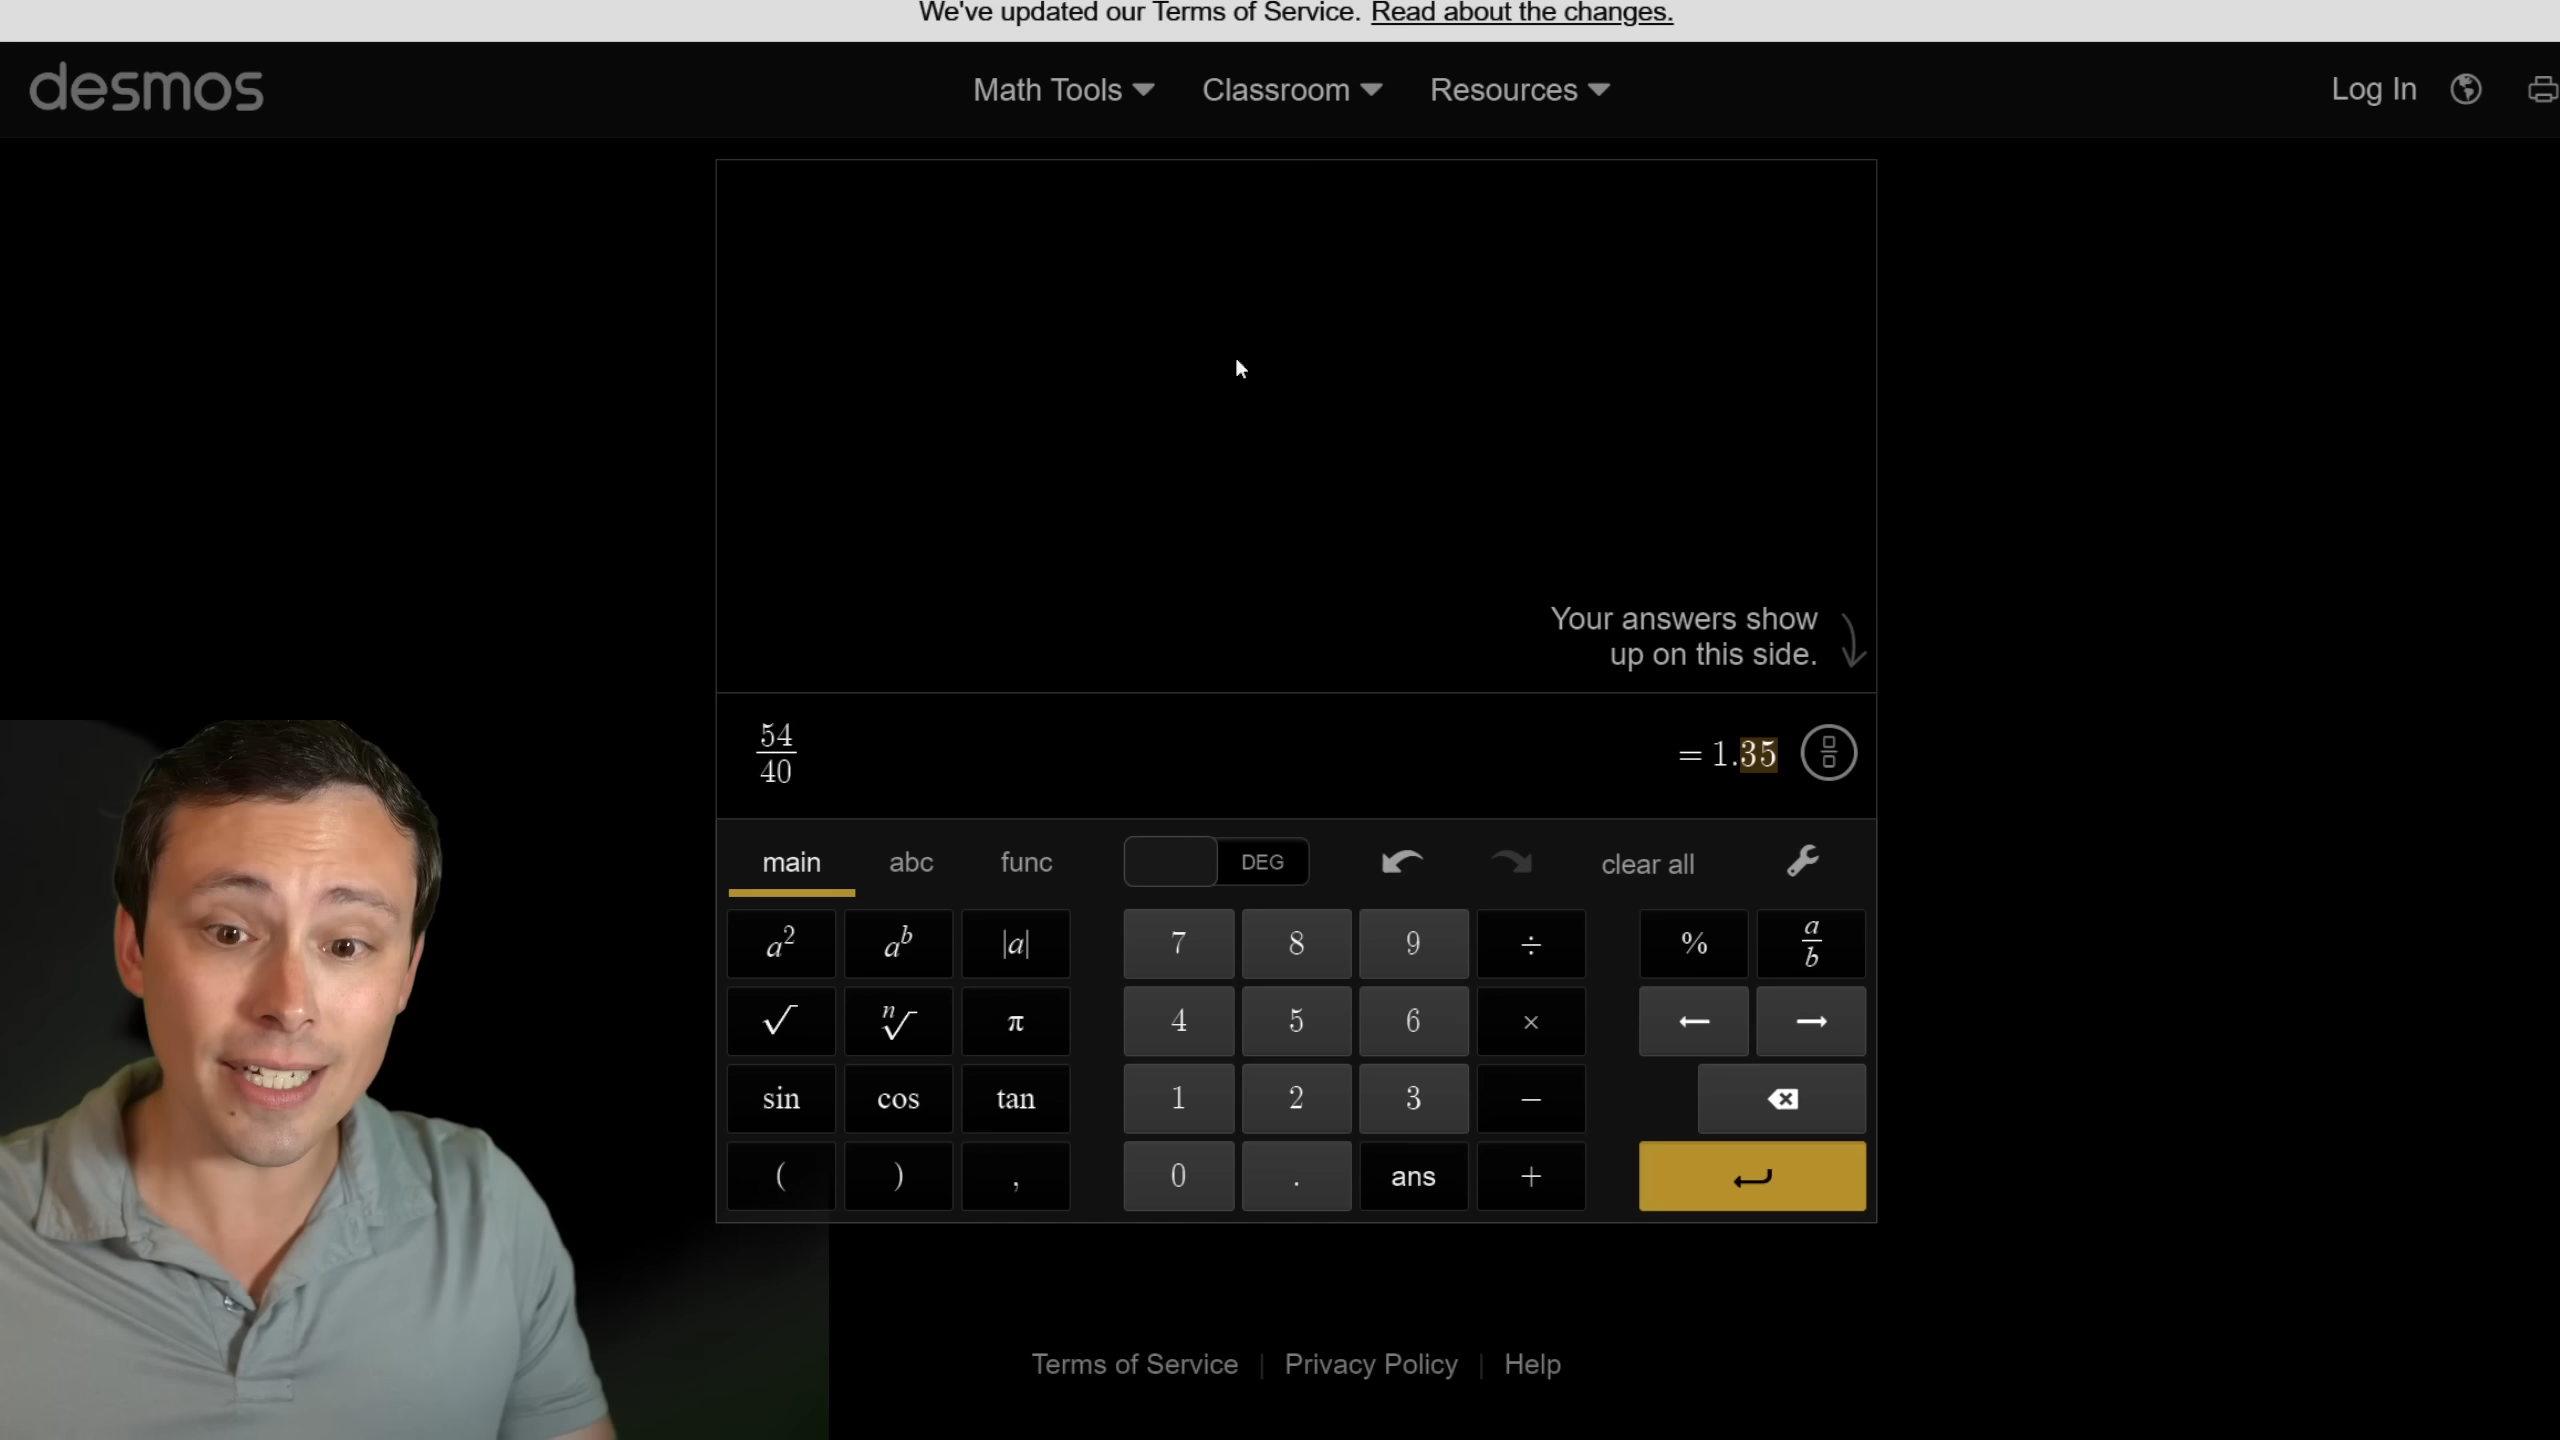 We've updated our Terms of Service. Read about the changes.
desmos
Math Tools
Classroom
Resources
Log In
Your answers show
up on this side.
54
40
= 1.35
main
abc
func
DEG
clear all
a²
aᵇ
|a|
7
8
9
÷
%
a
b
√
ⁿ√
π
4
5
6
×
←
→
sin
cos
tan
1
2
3
−
(
)
,
0
.
ans
+
Terms of Service | Privacy Policy | Help